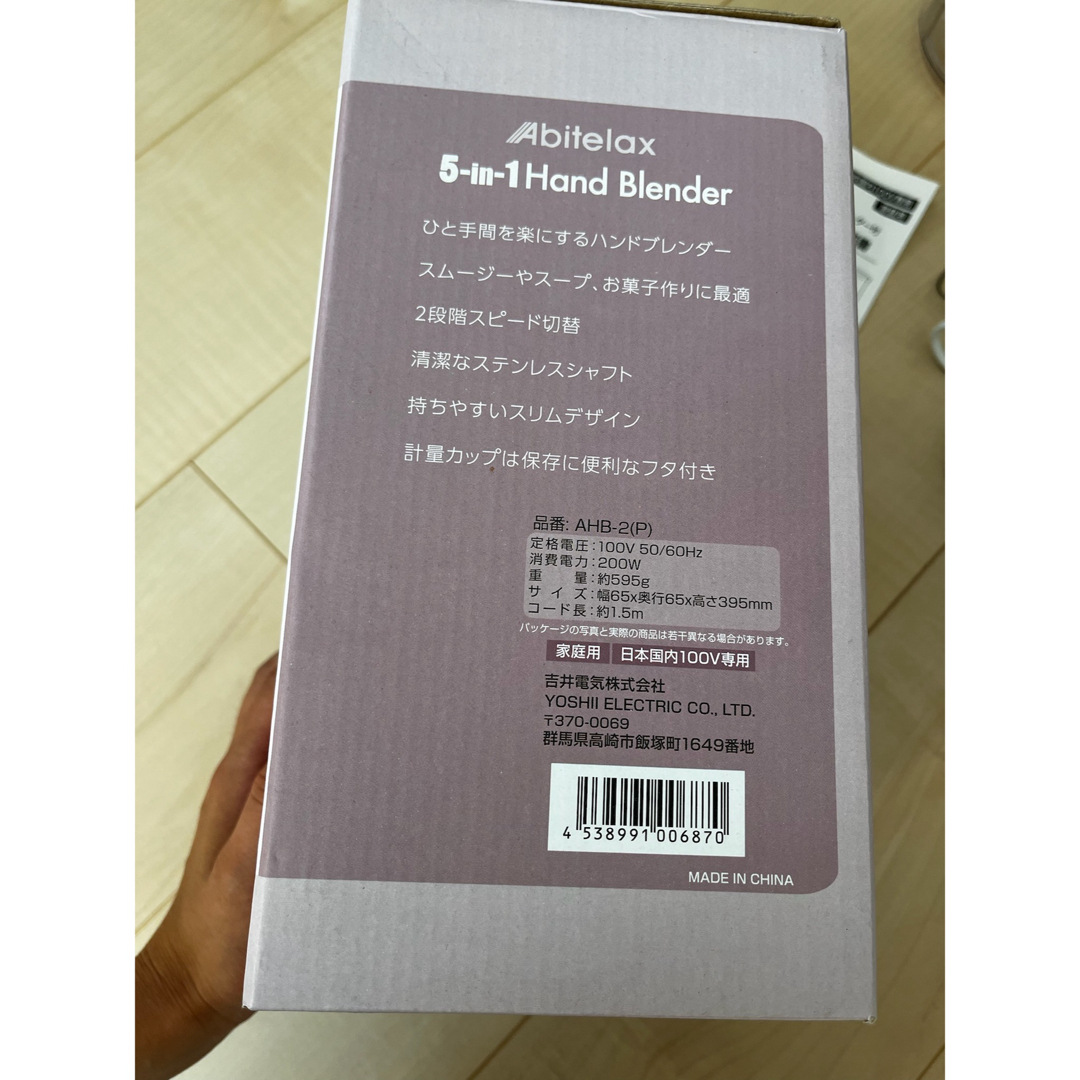 Abitelax
5-in-1 Hand Blender
ひと手間を楽にするハンドブレンダー
スムージーやスープ、お菓子作りに最適
2段階スピード切替
清潔なステンレスシャフト
持ちやすいスリムデザイン
計量カップは保存に便利なフタ付き
品番: AHB-2(P)
定格電圧:100V 50/60Hz
消費電力:200W
重 量:約595g
サ イ ズ:幅65x奥行65x高さ395mm
コード長:約1.5m
パッケージの写真と実際の商品は若干異なる場合があります。
家庭用 日本国内100V専用
吉井電気株式会社
YOSHII ELECTRIC CO., LTD.
〒370-0069
群馬県高崎市飯塚町1649番地
4 538991 006870
MADE IN CHINA